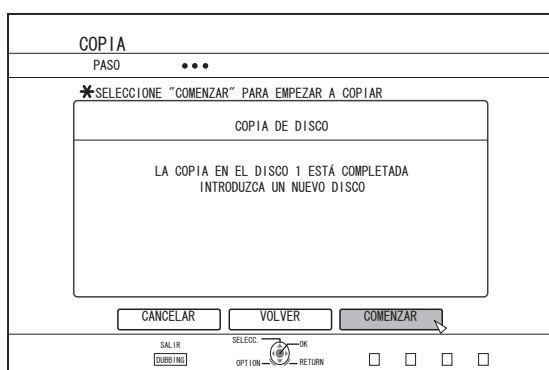 COPIA
PASO
*SELECCIONE "COMENZAR" PARA EMPEZAR A COPIAR
COPIA DE DISCO
LA COPIA EN EL DISCO 1 ESTÁ COMPLETADA
INTRODUZCA UN NUEVO DISCO
CANCELAR VOLVER COMENZAR
SALIR SELECC. OK
DUBBING OPTION RETURN